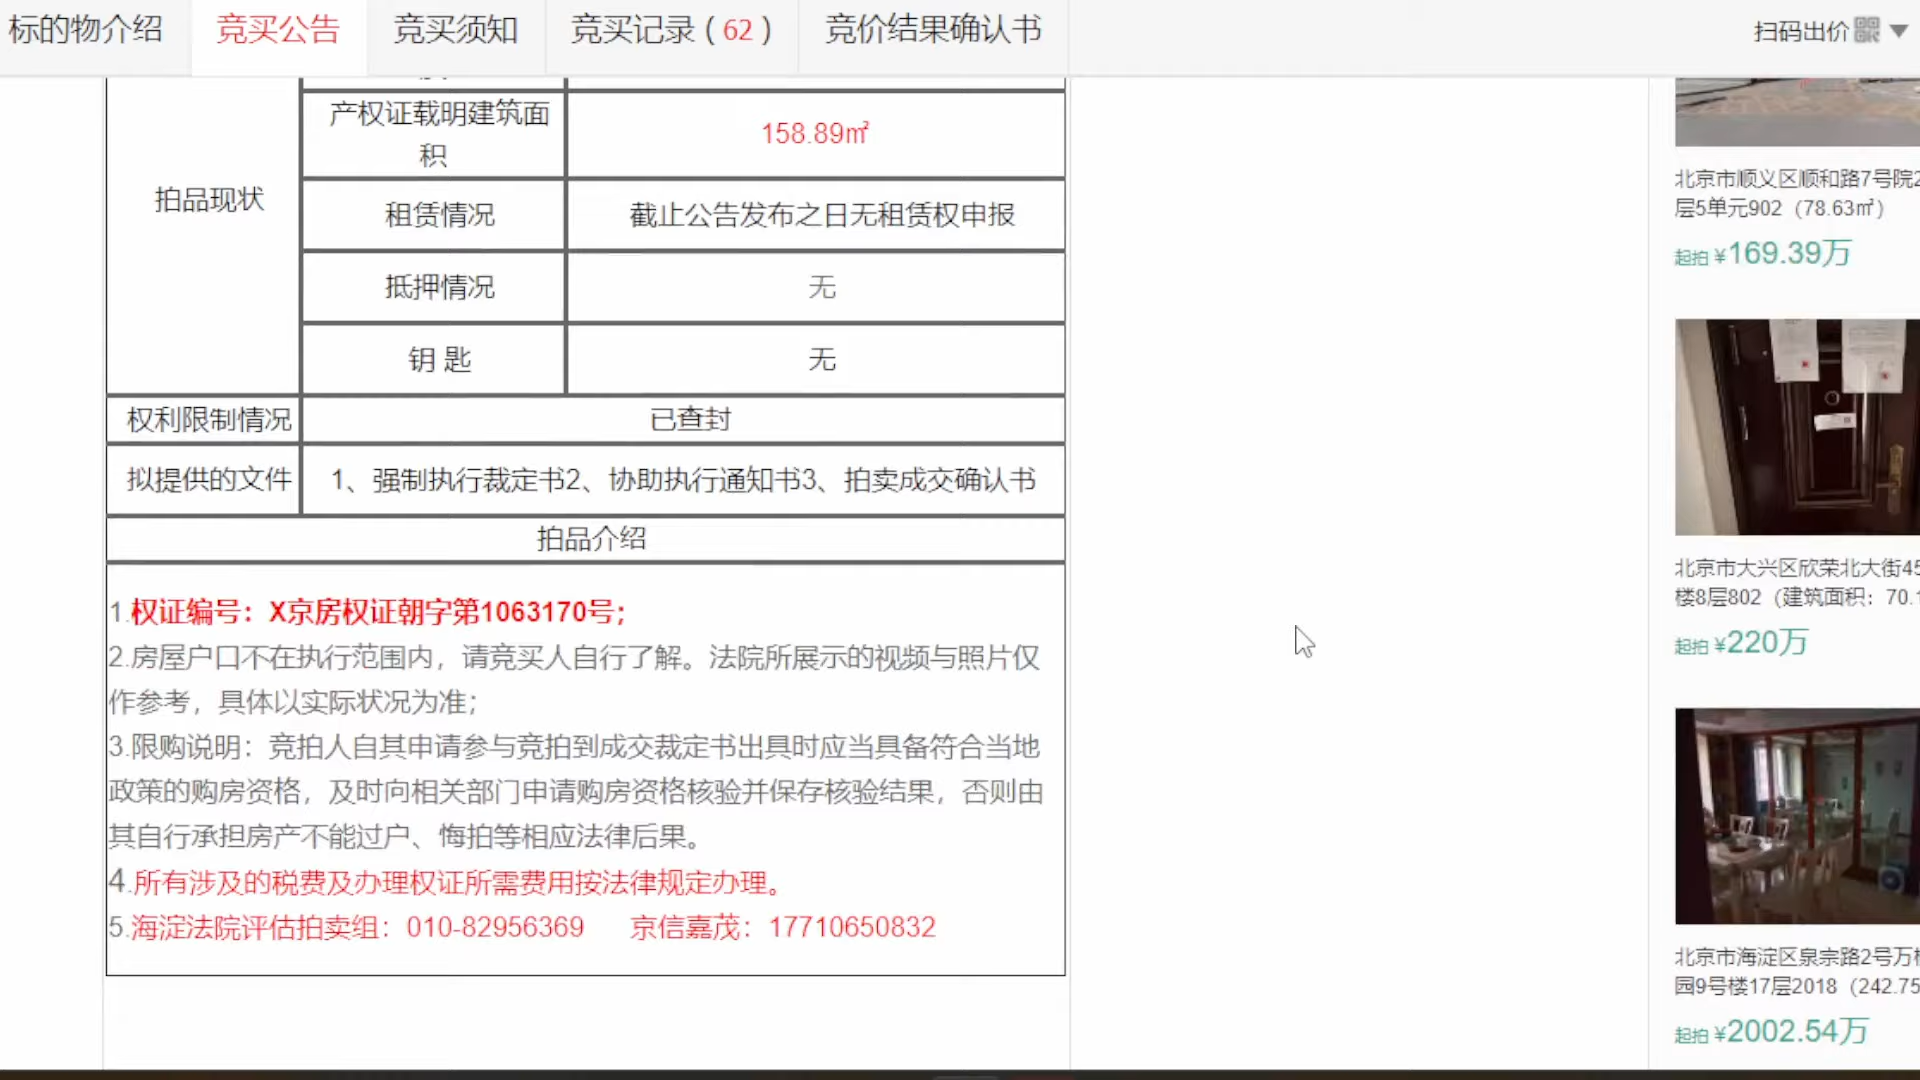 标的物介绍
竞买公告
竞买须知
竞买记录（62）
竞价结果确认书
扫码出价
拍品现状
产权证载明建筑面
积
158.89㎡
租赁情况
截止公告发布之日无租赁权申报
抵押情况
无
钥 匙
无
权利限制情况
已查封
拟提供的文件
1、强制执行裁定书2、协助执行通知书3、拍卖成交确认书
拍品介绍
1.权证编号：X京房权证朝字第1063170号；
2.房屋户口不在执行范围内，请竞买人自行了解。法院所展示的视频与照片仅
作参考，具体以实际状况为准；
3.限购说明：竞拍人自其申请参与竞拍到成交裁定书出具时应当具备符合当地
政策的购房资格，及时向相关部门申请购房资格核验并保存核验结果，否则由
其自行承担房产不能过户、悔拍等相应法律后果。
4.所有涉及的税费及办理权证所需费用按法律规定办理。
5.海淀法院评估拍卖组：010-82956369 京信嘉茂：17710650832
北京市顺义区顺和路7号院2
层5单元902（78.63㎡）
起拍 ¥169.39万
北京市大兴区欣荣北大街45
楼8层802（建筑面积：70.1
起拍 ¥220万
北京市海淀区泉宗路2号万
园9号楼17层2018（242.75
起拍 ¥2002.54万